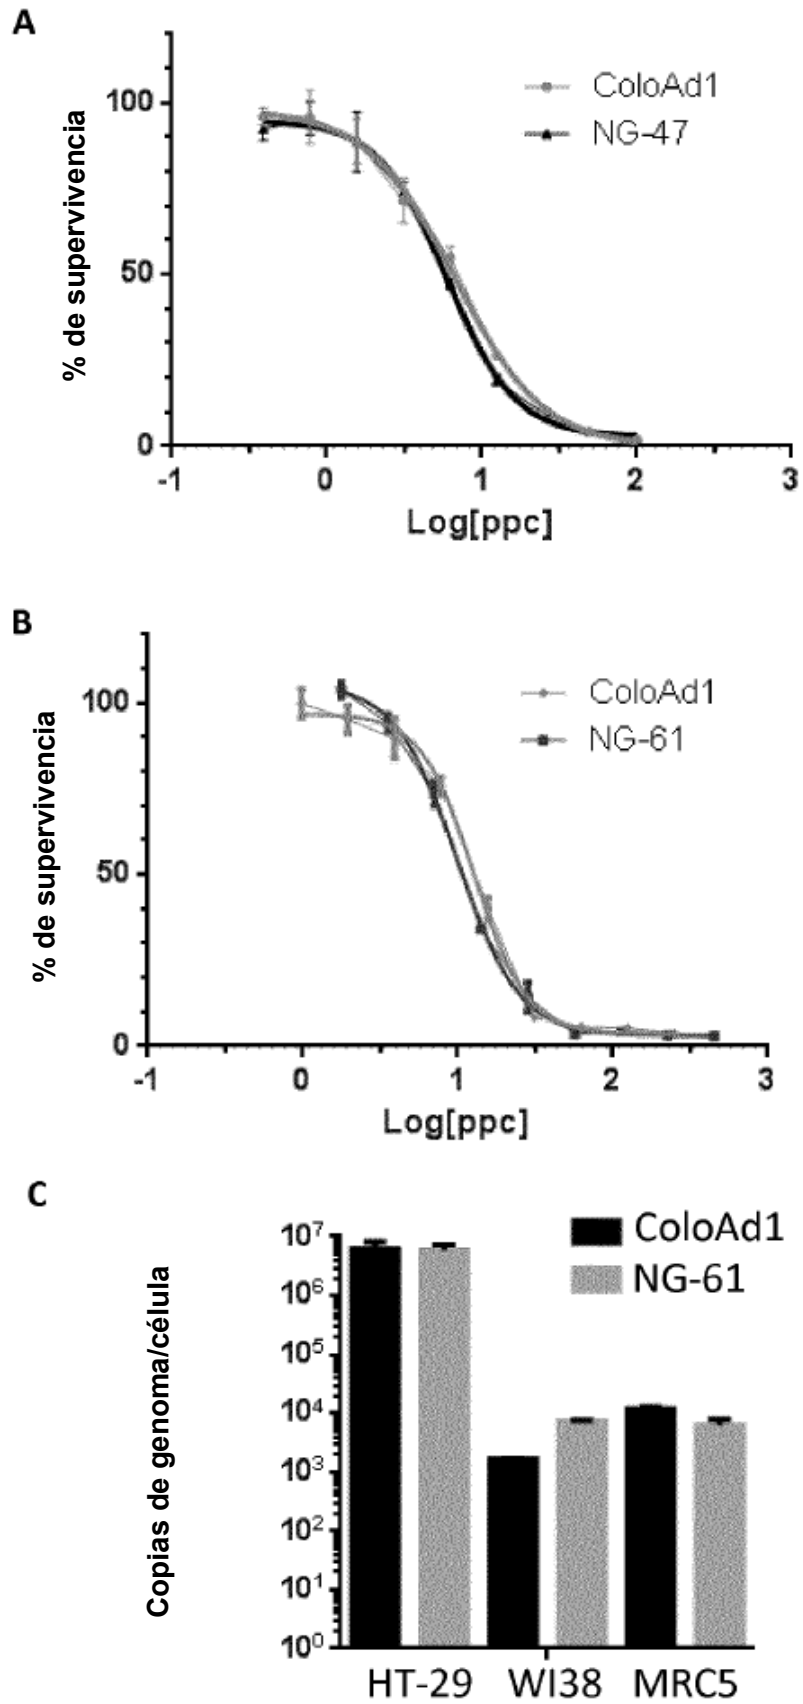 A
ColoAd1
NG-47
% de supervivencia
100
50
0
-1
0
1
2
3
Log[ppc]
B
ColoAd1
NG-61
% de supervivencia
100
50
0
-1
0
1
2
3
Log[ppc]
C
ColoAd1
NG-61
Copias de genoma/célula
10⁷
10⁶
10⁵
10⁴
10³
10²
10¹
10⁰
HT-29 WI38 MRC5